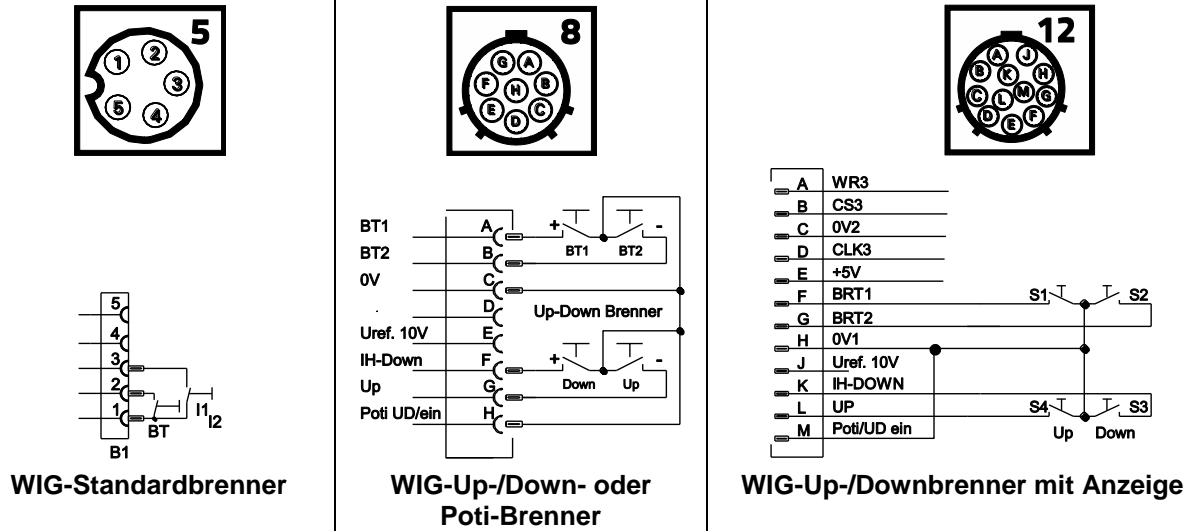 5
1
2
3
4
5
5
4
3
2
1
BT
I1
I2
B1
WIG-Standardbrenner
8
G A
F H B
E C
D
BT1 A + BT1 BT2 -
BT2 B
0V C
D Up-Down Brenner
Uref. 10V E
IH-Down F + Down Up -
Up G
Poti UD/ein H
WIG-Up-/Down- oder
Poti-Brenner
12
A J
B K H
C L M G
D E F
A WR3
B CS3
C 0V2
D CLK3
E +5V
F BRT1 S1 S2
G BRT2
H 0V1
J Uref. 10V
K IH-DOWN
L UP S4 S3
M Poti/UD ein Up Down
WIG-Up-/Downbrenner mit Anzeige